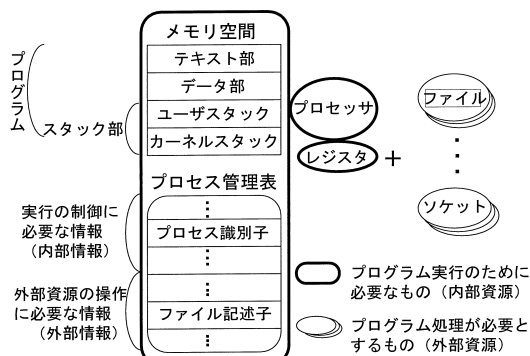 メモリ空間
テキスト部
データ部
ユーザスタック
カーネルスタック
プログラム
スタック部
プロセス管理表
プロセス識別子
ファイル記述子
実行の制御に
必要な情報
(内部情報)
外部資源の操作
に必要な情報
(外部情報)
プロセッサ
レジスタ
+
ファイル
ソケット
プログラム実行のために
必要なもの(内部資源)
プログラム処理が必要と
するもの(外部資源)